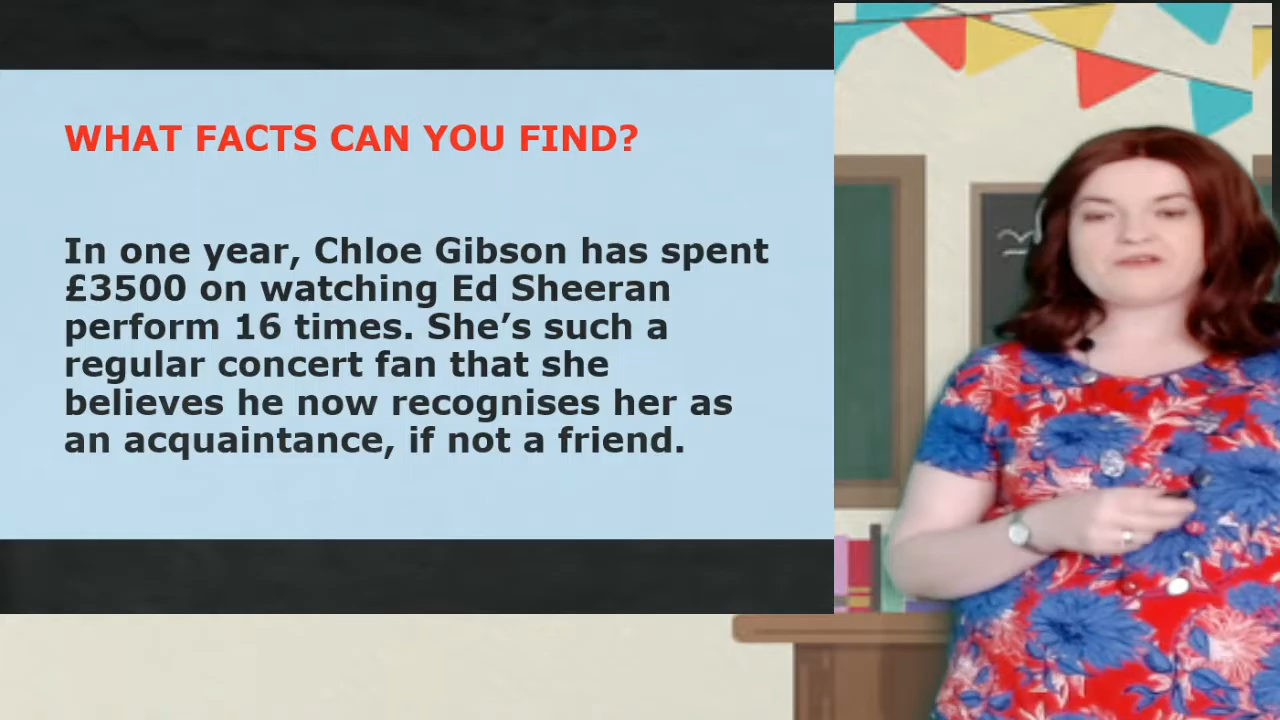 WHAT FACTS CAN YOU FIND?
In one year, Chloe Gibson has spent
£3500 on watching Ed Sheeran
perform 16 times. She’s such a
regular concert fan that she
believes he now recognises her as
an acquaintance, if not a friend.